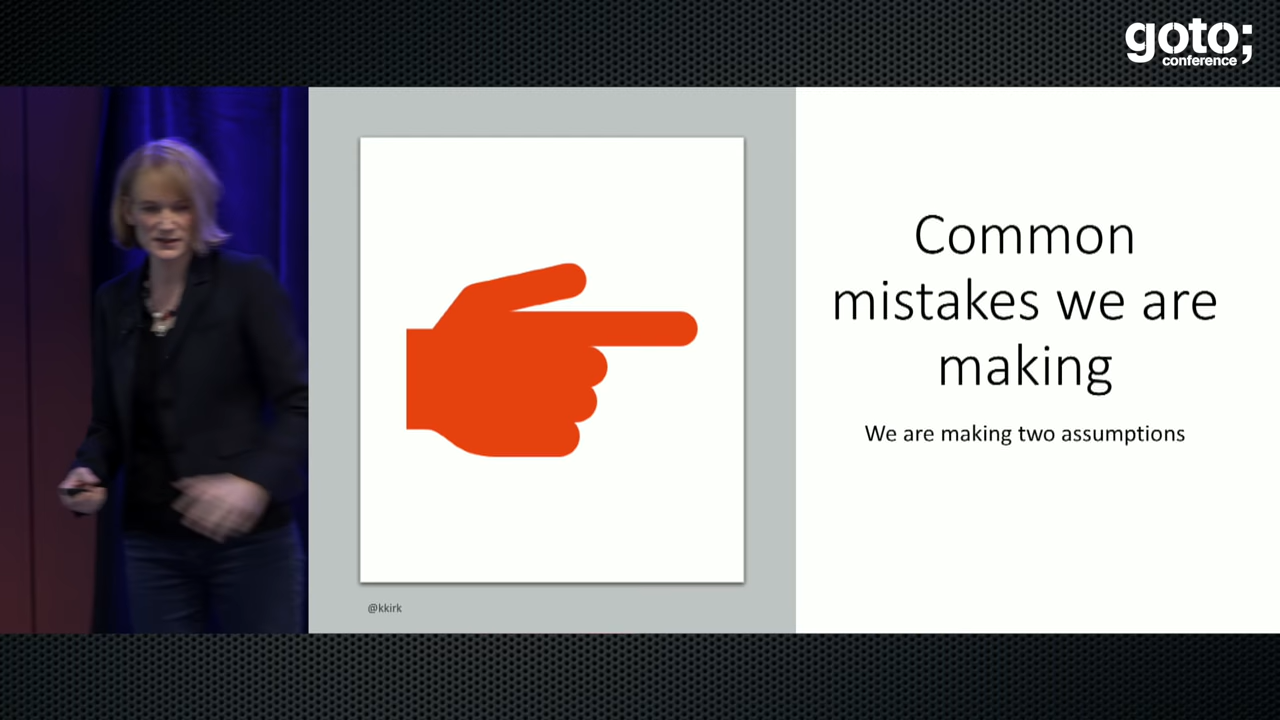 goto;
conference
Common
mistakes we are
making
We are making two assumptions
@kkirk